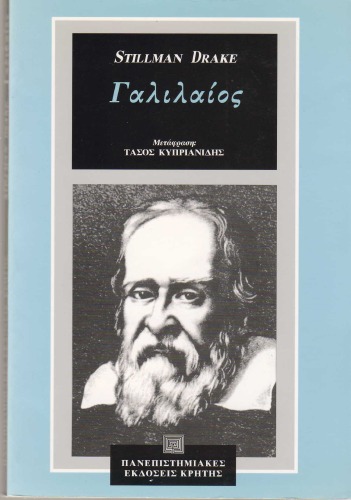 STILLMAN DRAKE
Γαλιλαίος
Μετάφραση:
ΤΑΣΟΣ ΚΥΠΡΙΑΝΙΔΗΣ
ΠΑΝΕΠΙΣΤΗΜΙΑΚΕΣ
ΕΚΔΟΣΕΙΣ ΚΡΗΤΗΣ